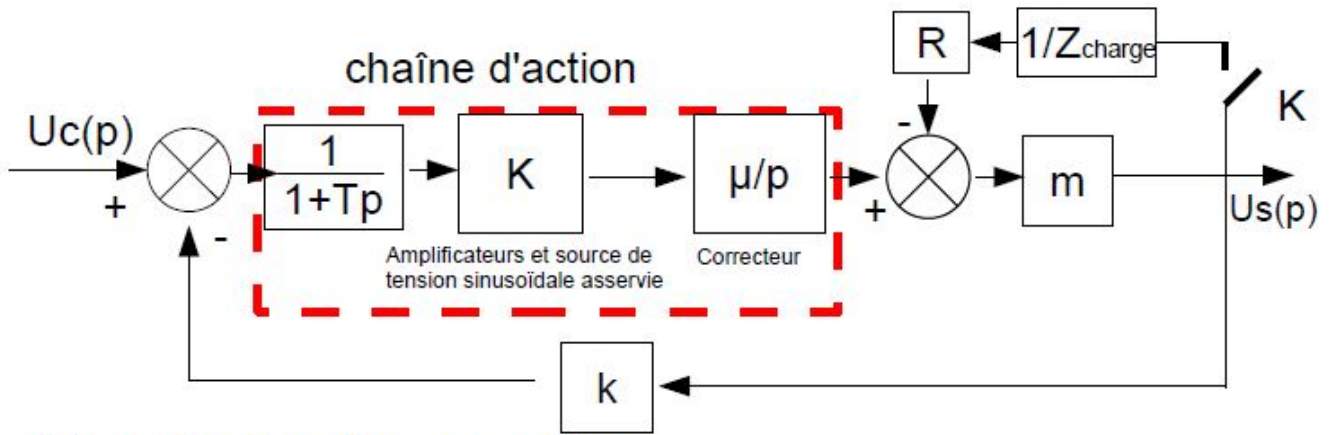 R
1/Zcharge
chaîne d'action
K
Uc(p)
+
-
1
1+Tp
K
µ/p
-
+
m
Us(p)
Amplificateurs et source de
tension sinusoïdale asservie
Correcteur
k